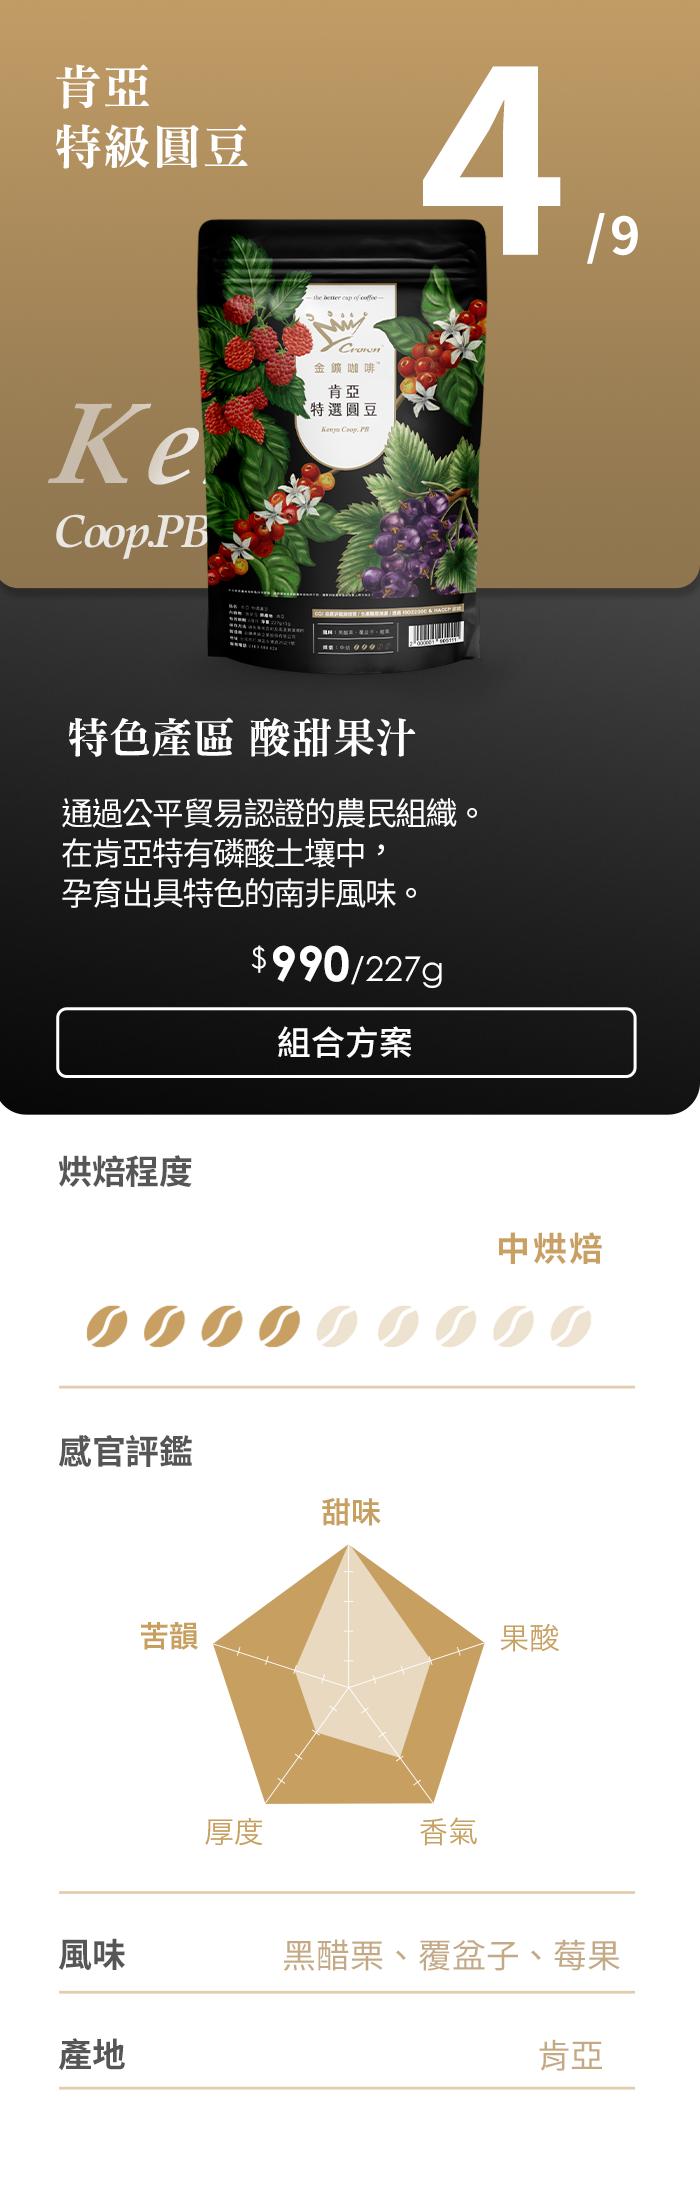 肯亞
特級圓豆
4
/9
the better cup of coffee
Crown
金鑛咖啡
肯亞
特選圓豆
Kenya Coop. PB
Ke
Coop.PB
特色產區 酸甜果汁
通過公平貿易認證的農民組織。
在肯亞特有磷酸土壤中，
孕育出具特色的南非風味。
$990/227g
組合方案
烘焙程度
中烘焙
感官評鑑
甜味
苦韻
果酸
厚度
香氣
風味 黑醋栗、覆盆子、莓果
產地 肯亞